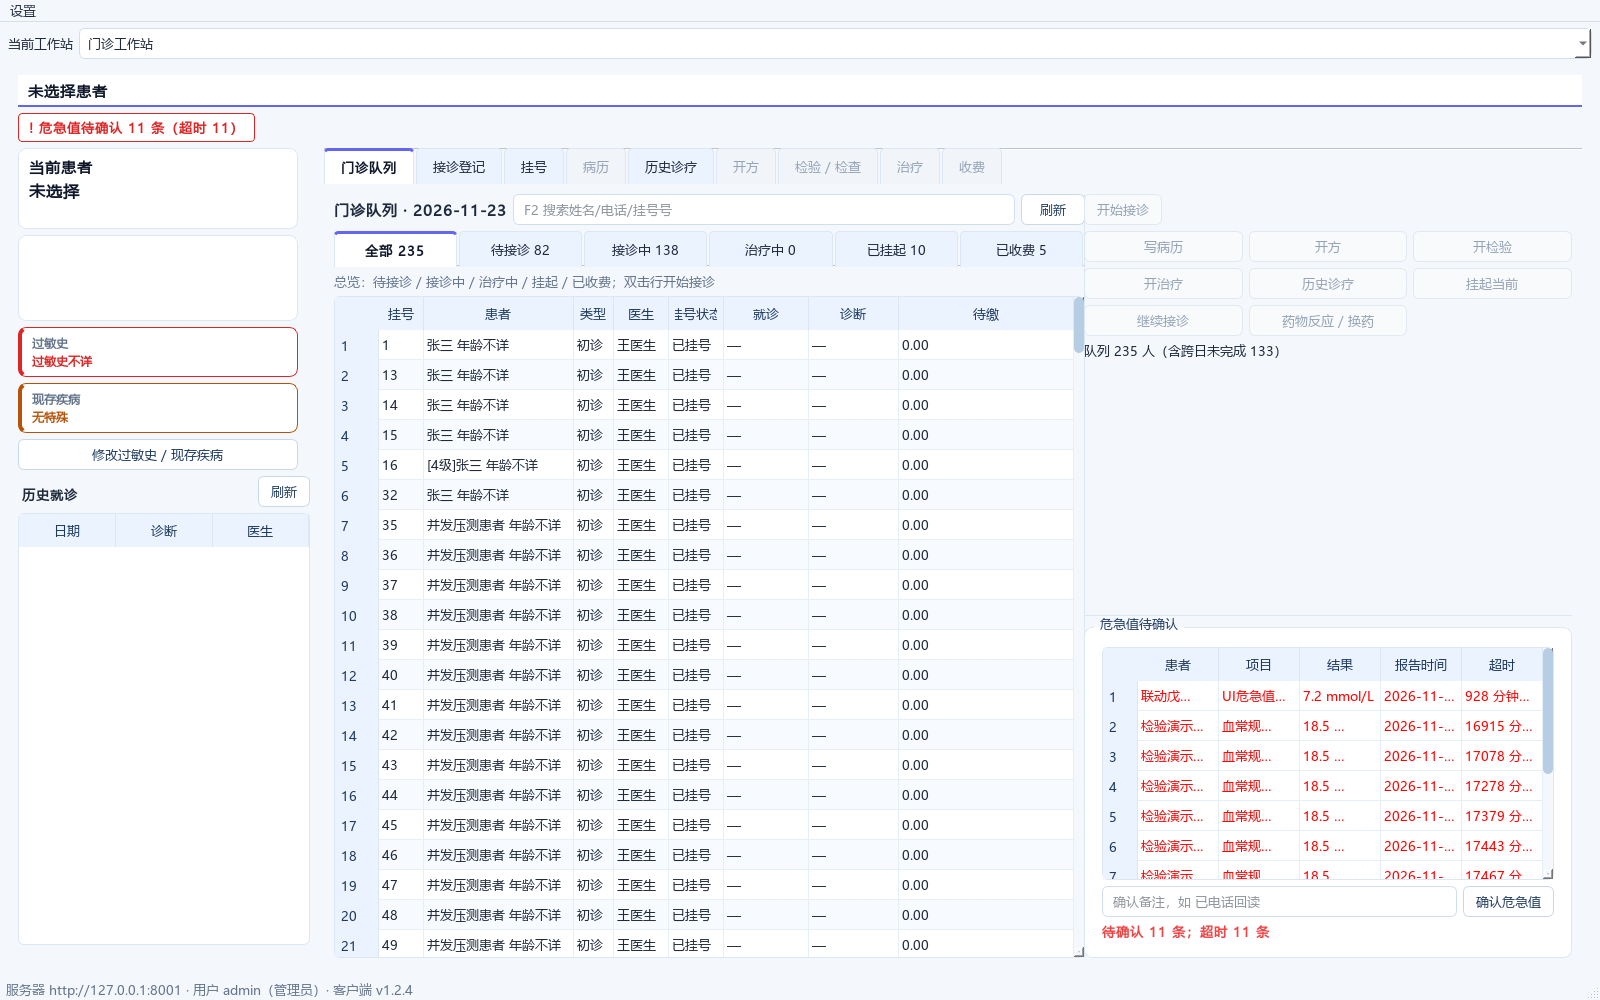 设置
当前工作站 门诊工作站
未选择患者
! 危急值待确认 11 条（超时 11）
当前患者
未选择
过敏史
过敏史不详
现存疾病
无特殊
修改过敏史 / 现存疾病
历史就诊 刷新
日期 诊断 医生
门诊队列 接诊登记 挂号 病历 历史诊疗 开方 检验 / 检查 治疗 收费
门诊队列 · 2026-11-23 F2 搜索姓名/电话/挂号号 刷新 开始接诊
全部 235 待接诊 82 接诊中 138 治疗中 0 已挂起 10 已收费 5
总览：待接诊 / 接诊中 / 治疗中 / 挂起 / 已收费；双击行开始接诊
挂号 患者 类型 医生 挂号状态 就诊 诊断 待缴
1 1 张三 年龄不详 初诊 王医生 已挂号 — — 0.00
2 13 张三 年龄不详 初诊 王医生 已挂号 — — 0.00
3 14 张三 年龄不详 初诊 王医生 已挂号 — — 0.00
4 15 张三 年龄不详 初诊 王医生 已挂号 — — 0.00
5 16 [4级]张三 年龄不详 初诊 王医生 已挂号 — — 0.00
6 32 张三 年龄不详 初诊 王医生 已挂号 — — 0.00
7 35 并发压测患者 年龄不详 初诊 王医生 已挂号 — — 0.00
8 36 并发压测患者 年龄不详 初诊 王医生 已挂号 — — 0.00
9 37 并发压测患者 年龄不详 初诊 王医生 已挂号 — — 0.00
10 38 并发压测患者 年龄不详 初诊 王医生 已挂号 — — 0.00
11 39 并发压测患者 年龄不详 初诊 王医生 已挂号 — — 0.00
12 40 并发压测患者 年龄不详 初诊 王医生 已挂号 — — 0.00
13 41 并发压测患者 年龄不详 初诊 王医生 已挂号 — — 0.00
14 42 并发压测患者 年龄不详 初诊 王医生 已挂号 — — 0.00
15 43 并发压测患者 年龄不详 初诊 王医生 已挂号 — — 0.00
16 44 并发压测患者 年龄不详 初诊 王医生 已挂号 — — 0.00
17 45 并发压测患者 年龄不详 初诊 王医生 已挂号 — — 0.00
18 46 并发压测患者 年龄不详 初诊 王医生 已挂号 — — 0.00
19 47 并发压测患者 年龄不详 初诊 王医生 已挂号 — — 0.00
20 48 并发压测患者 年龄不详 初诊 王医生 已挂号 — — 0.00
21 49 并发压测患者 年龄不详 初诊 王医生 已挂号 — — 0.00
写病历 开方 开检验
开治疗 历史诊疗 挂起当前
继续接诊 药物反应 / 换药
队列 235 人（含跨日未完成 133）
危急值待确认
患者 项目 结果 报告时间 超时
1 联动戊... UI危急值... 7.2 mmol/L 2026-11-... 928 分钟...
2 检验演示... 血常规... 18.5 ... 2026-11-... 16915 分...
3 检验演示... 血常规... 18.5 ... 2026-11-... 17078 分...
4 检验演示... 血常规... 18.5 ... 2026-11-... 17278 分...
5 检验演示... 血常规... 18.5 ... 2026-11-... 17379 分...
6 检验演示... 血常规... 18.5 ... 2026-11-... 17443 分...
7 检验演示... 血常规... 18.5 ... 2026-11-... 17467 分...
确认备注，如 已电话回读 确认危急值
待确认 11 条；超时 11 条
服务器 http://127.0.0.1:8001 · 用户 admin（管理员）· 客户端 v1.2.4